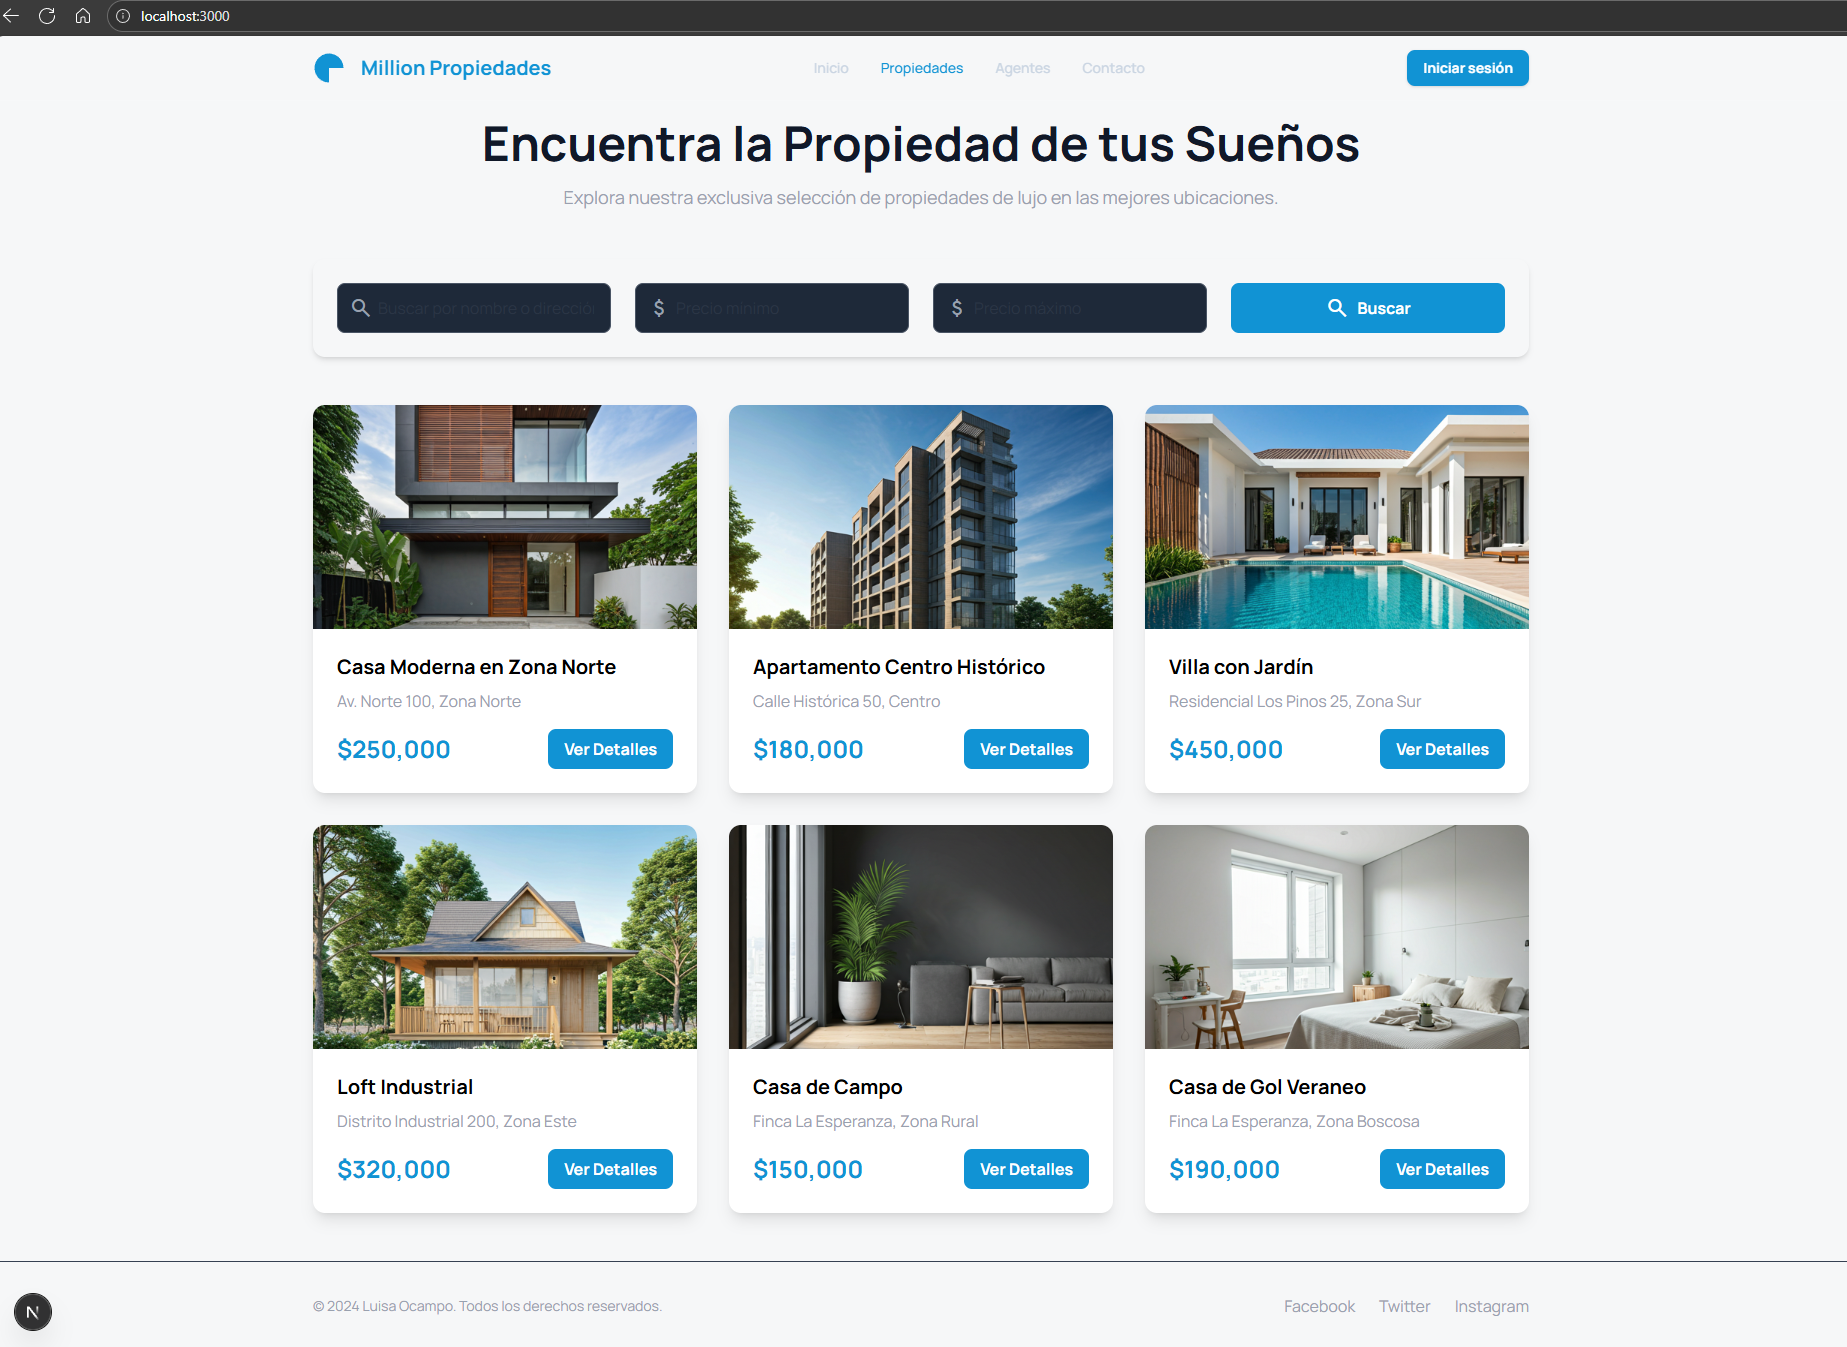 localhost:3000
Million Propiedades
Inicio
Propiedades
Agentes
Contacto
Iniciar sesión
Encuentra la Propiedad de tus Sueños
Explora nuestra exclusiva selección de propiedades de lujo en las mejores ubicaciones.
Buscar por nombre o direcció
$ Precio mínimo
$ Precio máximo
Buscar
Casa Moderna en Zona Norte
Av. Norte 100, Zona Norte
$250,000
Ver Detalles
Apartamento Centro Histórico
Calle Histórica 50, Centro
$180,000
Ver Detalles
Villa con Jardín
Residencial Los Pinos 25, Zona Sur
$450,000
Ver Detalles
Loft Industrial
Distrito Industrial 200, Zona Este
$320,000
Ver Detalles
Casa de Campo
Finca La Esperanza, Zona Rural
$150,000
Ver Detalles
Casa de Gol Veraneo
Finca La Esperanza, Zona Boscosa
$190,000
Ver Detalles
N
© 2024 Luisa Ocampo. Todos los derechos reservados.
Facebook
Twitter
Instagram